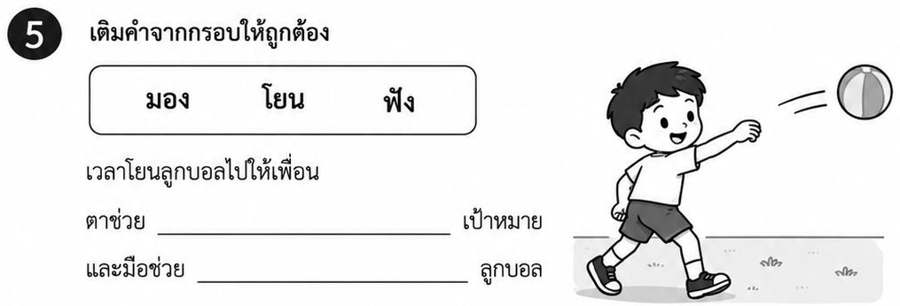 5 เติมคำจากกรอบให้ถูกต้อง
มอง โยน ฟัง
เวลาโยนลูกบอลไปให้เพื่อน
ตาช่วย ____________________ เป้าหมาย
และมือช่วย ____________________ ลูกบอล